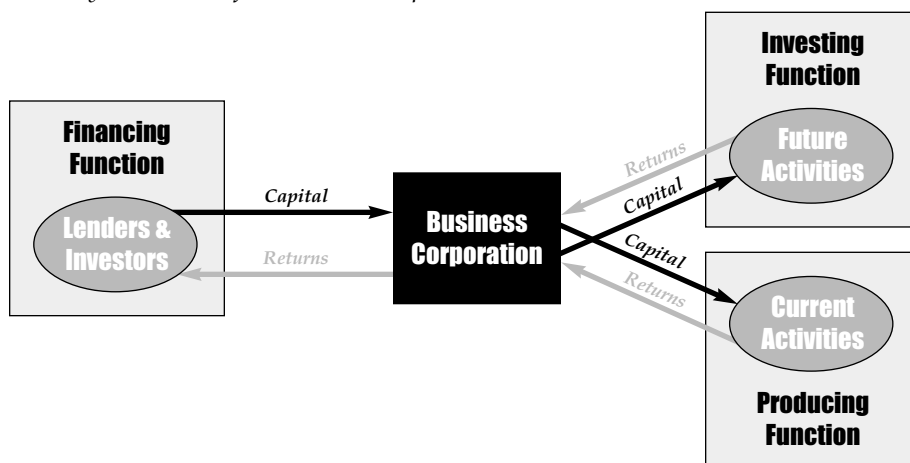 Financing
Function
Lenders &
Investors
Capital
Returns
Business
Corporation
Investing
Function
Future
Activities
Returns
Capital
Capital
Returns
Current
Activities
Producing
Function